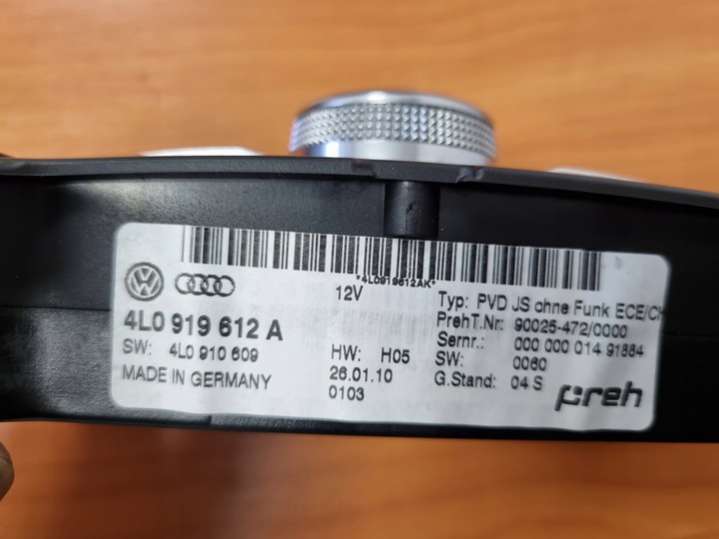 *4L0919612AK*
12V
4L0 919 612 A
SW: 4L0 910 609
MADE IN GERMANY
HW: H05
26.01.10
0103
Typ: PVD JS ohne Funk ECE/CH
PrehT.Nr: 90025-472/0000
Sernr.: 000 000 014 91884
SW: 0060
G.Stand: 04 S
preh